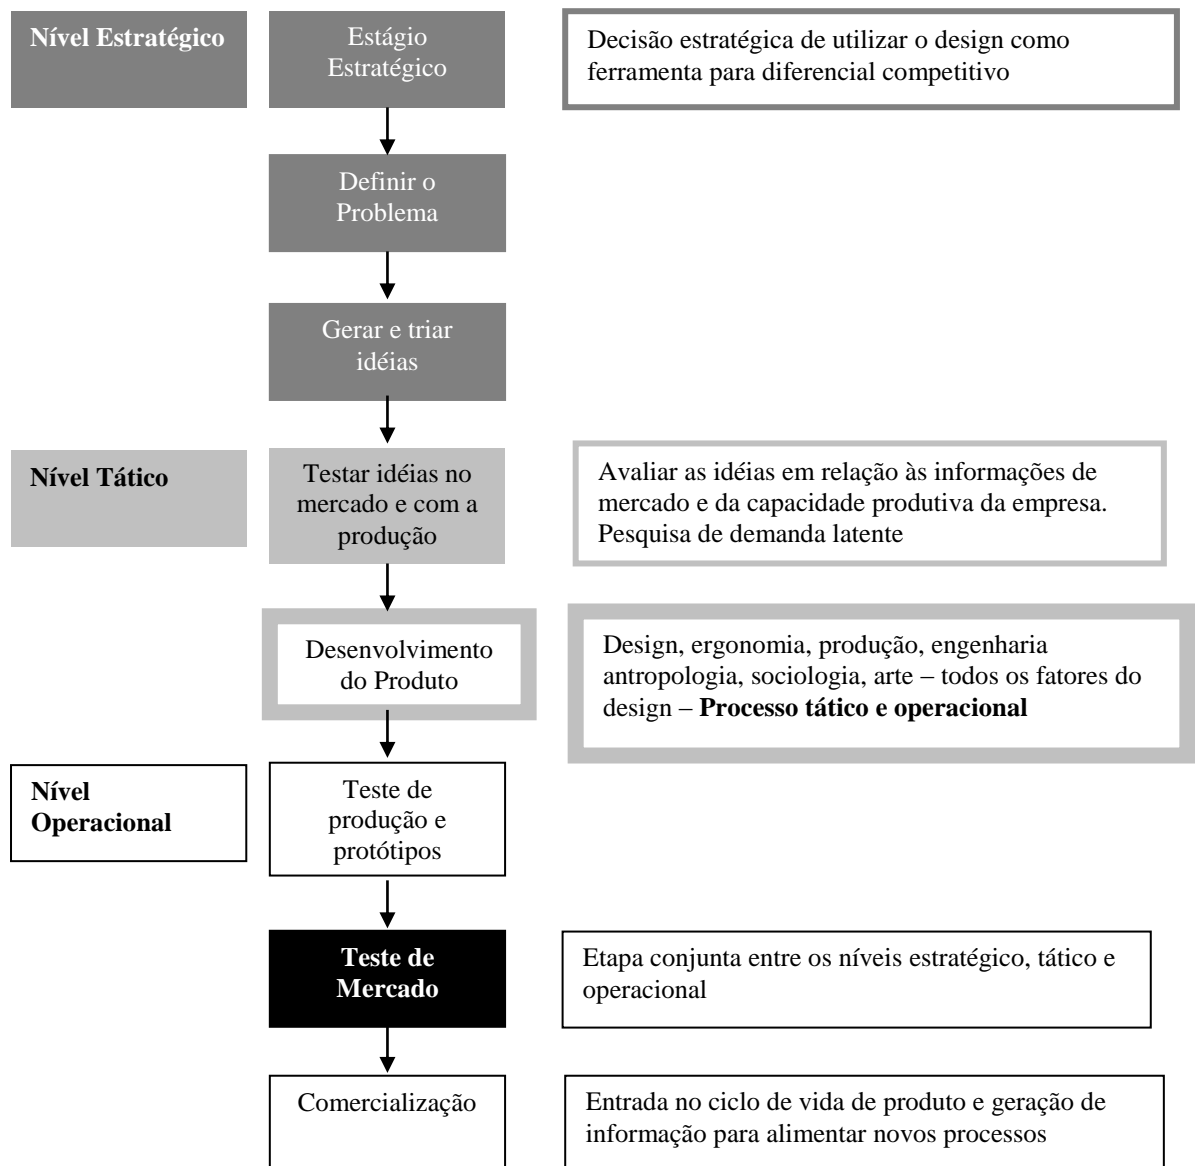 Nível Estratégico
Estágio
Estratégico
Decisão estratégica de utilizar o design como
ferramenta para diferencial competitivo
Definir o
Problema
Gerar e triar
idéias
Nível Tático
Testar idéias no
mercado e com a
produção
Avaliar as idéias em relação às informações de
mercado e da capacidade produtiva da empresa.
Pesquisa de demanda latente
Desenvolvimento
do Produto
Design, ergonomia, produção, engenharia
antropologia, sociologia, arte – todos os fatores do
design – Processo tático e operacional
Nível
Operacional
Teste de
produção e
protótipos
Teste de
Mercado
Etapa conjunta entre os níveis estratégico, tático e
operacional
Comercialização
Entrada no ciclo de vida de produto e geração de
informação para alimentar novos processos